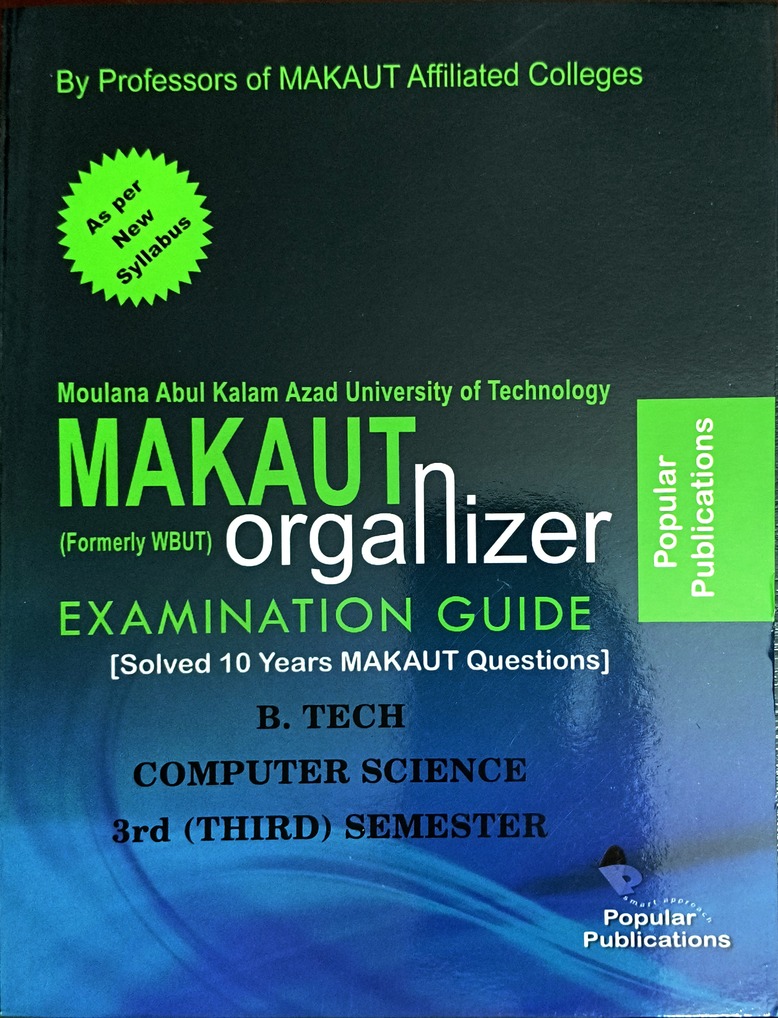 By Professors of MAKAUT Affiliated Colleges
As per
New
Syllabus
Moulana Abul Kalam Azad University of Technology
MAKAUT
(Formerly WBUT) organizer
Popular
Publications
EXAMINATION GUIDE
[Solved 10 Years MAKAUT Questions]
B. TECH
COMPUTER SCIENCE
3rd (THIRD) SEMESTER
smart approach
Popular
Publications